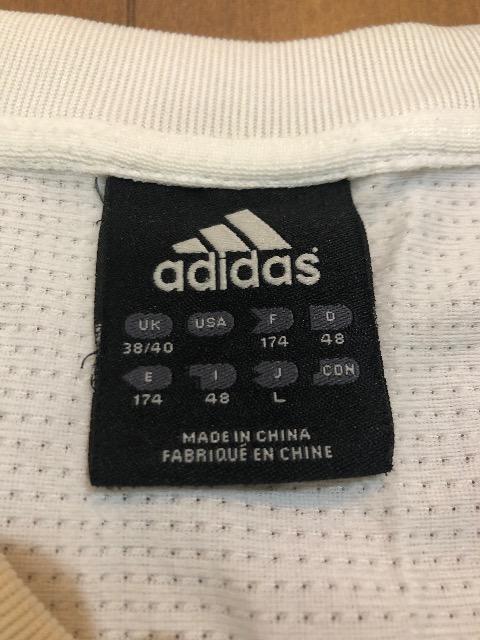 adidas
UK USA F D
38/40 174 48
E I J CDN
174 48 L
MADE IN CHINA
FABRIQUÉ EN CHINE